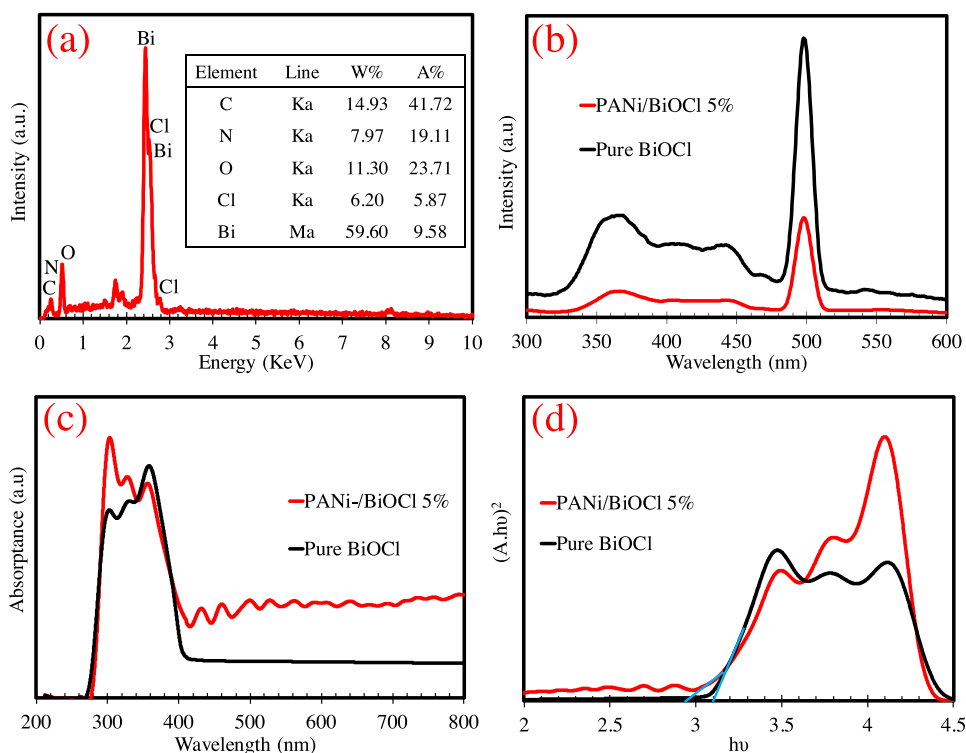 (a)
Intensity (a.u.)
Bi
Cl
Bi
O
N
C
Cl
Element Line W% A%
C Ka 14.93 41.72
N Ka 7.97 19.11
O Ka 11.30 23.71
Cl Ka 6.20 5.87
Bi Ma 59.60 9.58
0 1 2 3 4 5 6 7 8 9 10
Energy (KeV)
(b)
Intensity (a.u)
PANi/BiOCl 5%
Pure BiOCl
300 350 400 450 500 550 600
Wavelength (nm)
(c)
Absorptance (a.u)
PANi-/BiOCl 5%
Pure BiOCl
200 300 400 500 600 700 800
Wavelength (nm)
(d)
(A.hυ)²
PANi/BiOCl 5%
Pure BiOCl
2 2.5 3 3.5 4 4.5
hυ